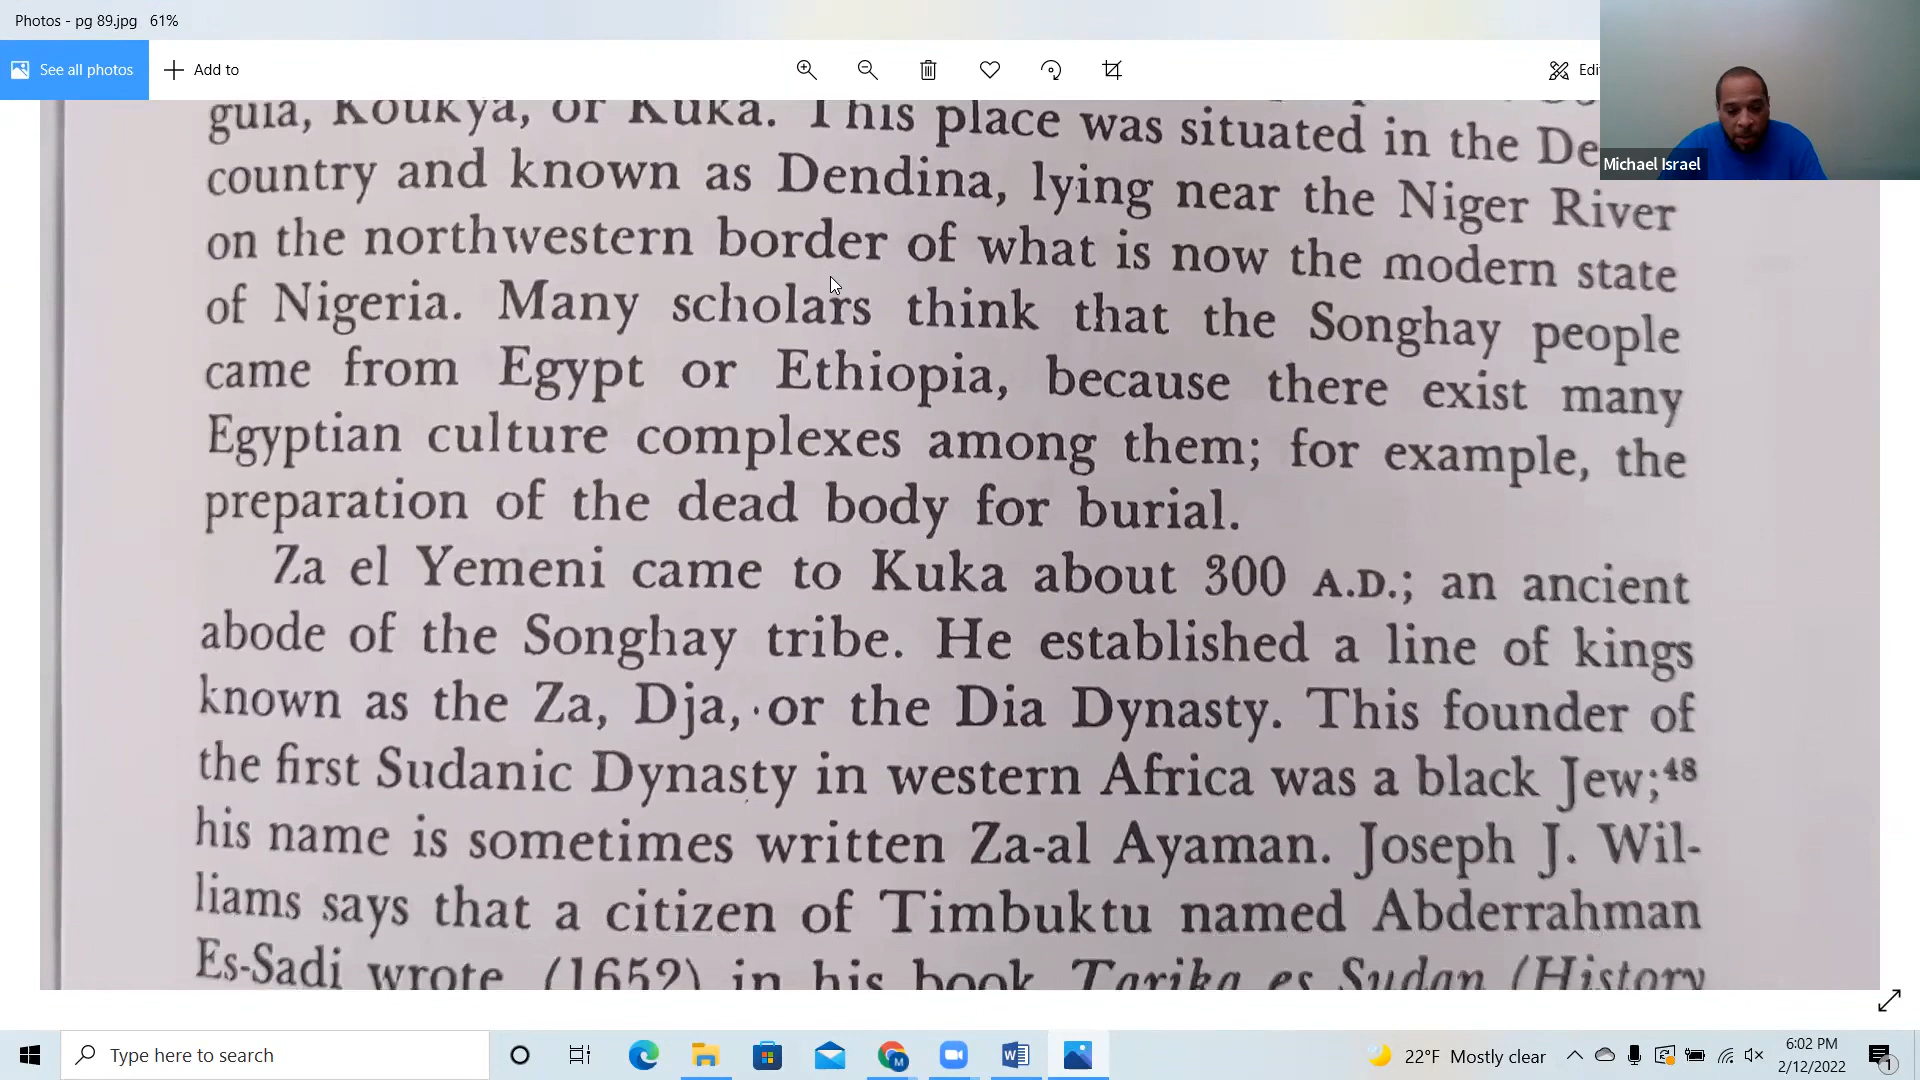 Photos - pg 89.jpg 61%
See all photos
Add to
Michael Israel
guia, Koukya, or Kuka. This place was situated in the
country and known as Dendina, lying near the Niger River
on the northwestern border of what is now the modern state
of Nigeria. Many scholars think that the Songhay people
came from Egypt or Ethiopia, because there exist many
Egyptian culture complexes among them; for example, the
preparation of the dead body for burial.
Za el Yemeni came to Kuka about 300 A.D.; an ancient
abode of the Songhay tribe. He established a line of kings
known as the Za, Dja, or the Dia Dynasty. This founder of
the first Sudanic Dynasty in western Africa was a black Jew;48
his name is sometimes written Za-al Ayaman. Joseph J. Wil-
liams says that a citizen of Timbuktu named Abderrahman
Es-Sadi wrote (1652) in his book Tarika es Sudan (History
Type here to search
22°F Mostly clear
6:02 PM
2/12/2022
1